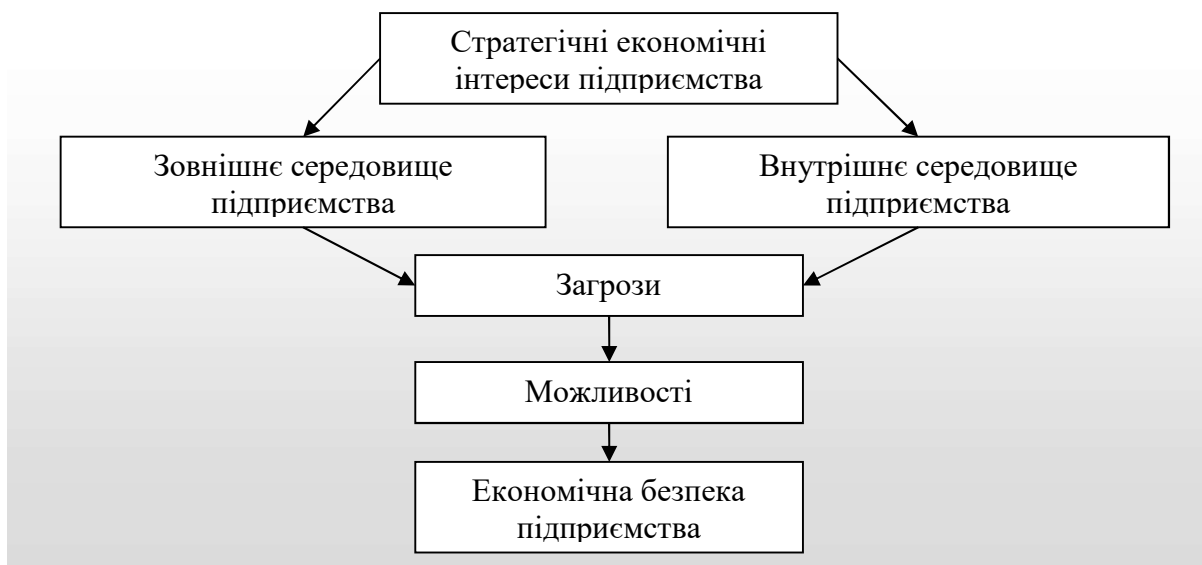 Стратегічні економічні
інтереси підприємства
Зовнішнє середовище
підприємства
Внутрішнє середовище
підприємства
Загрози
Можливості
Економічна безпека
підприємства